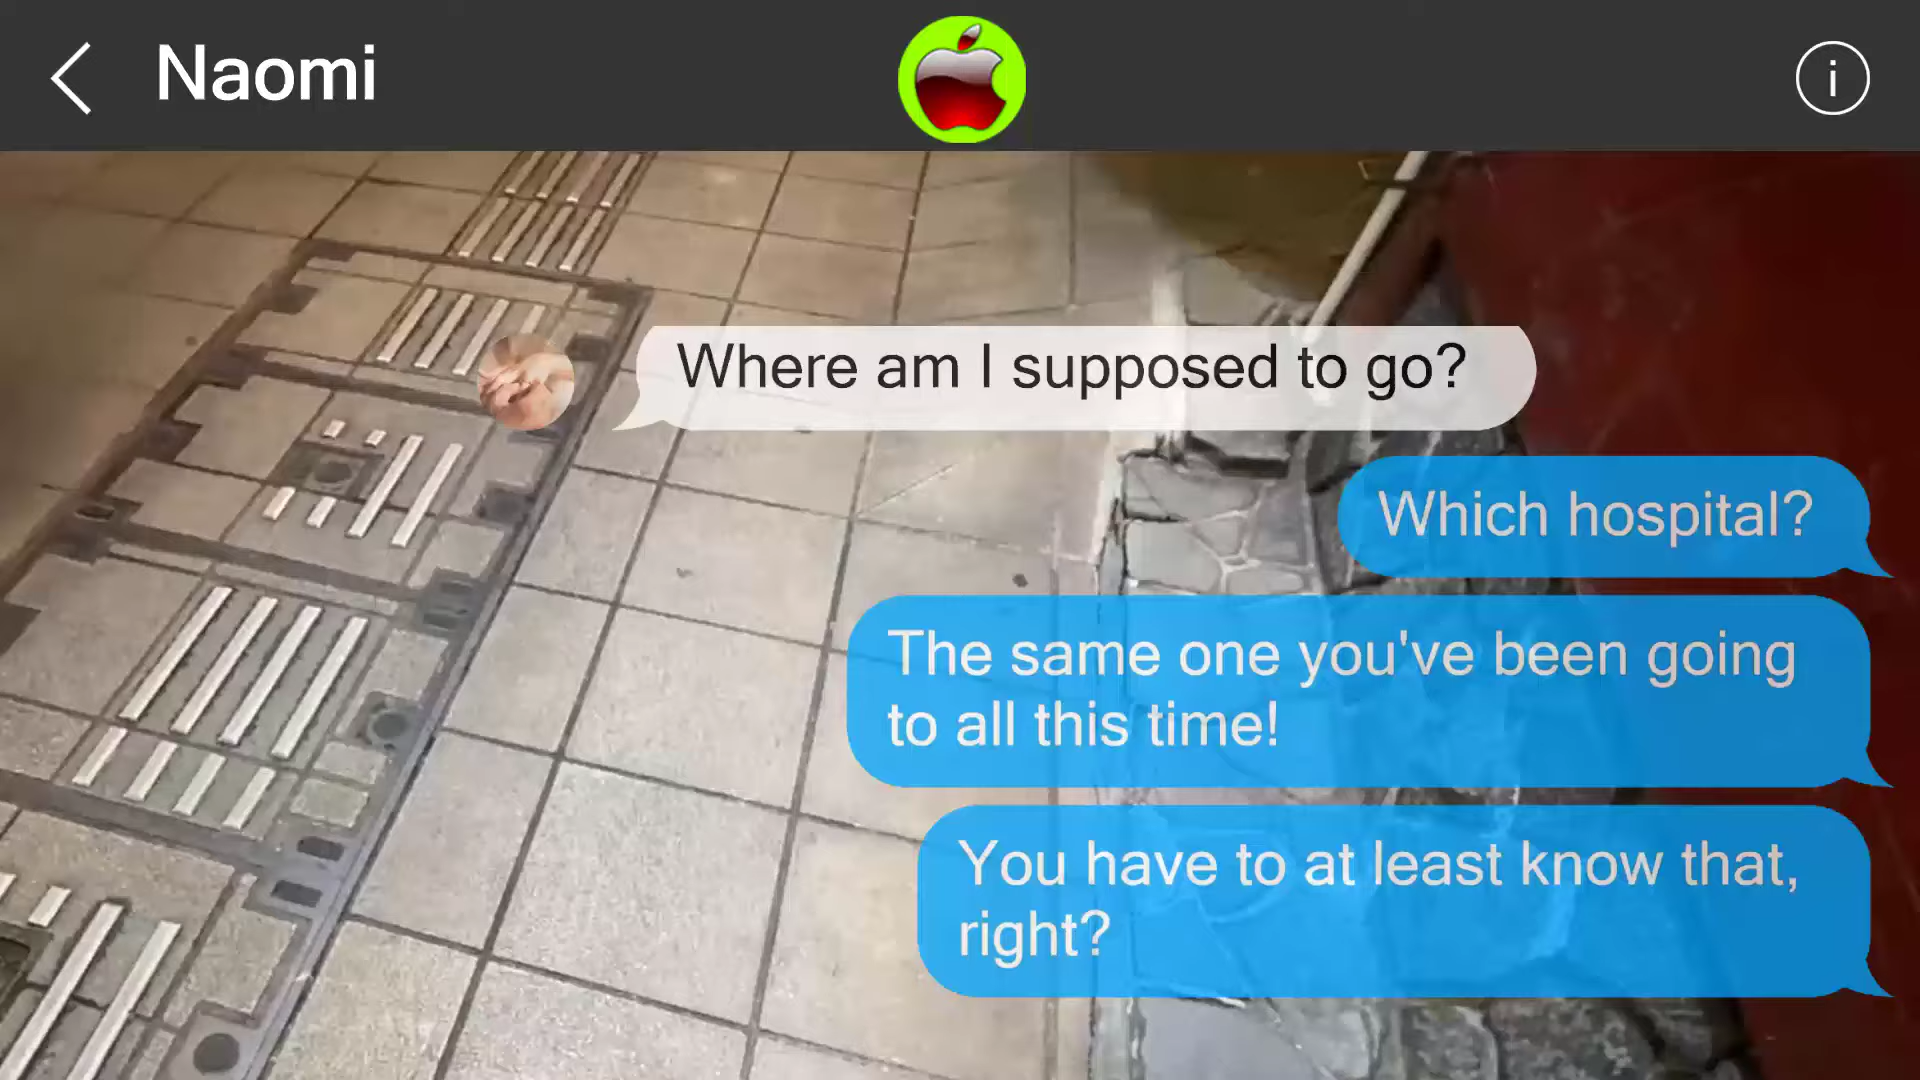 Naomi
i
Where am I supposed to go?
Which hospital?
The same one you've been going
to all this time!
You have to at least know that,
right?